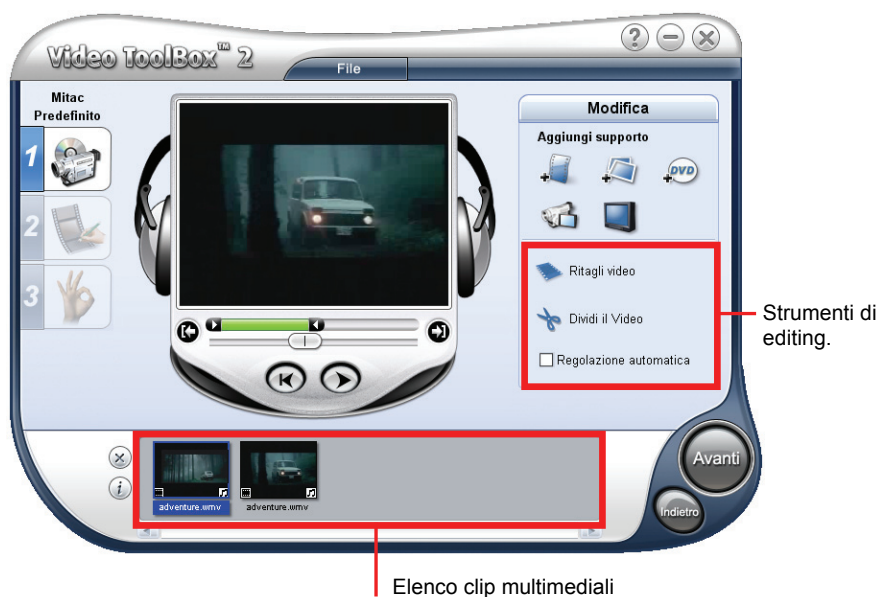 Video ToolBox™ 2
File
Mitac
Predefinito
1
2
3
Modifica
Aggiungi supporto
DVD
Ritagli video
Dividi il Video
Regolazione automatica
Strumenti di
editing.
adventure.wmv
adventure.wmv
Avanti
Indietro
Elenco clip multimediali